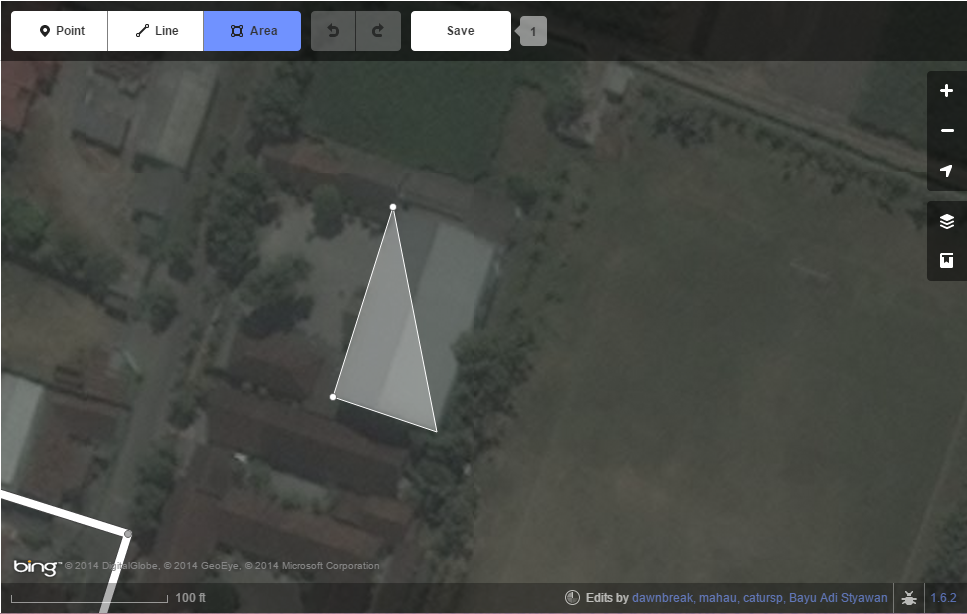 Point
Line
Area
Save
1
bing™ © 2014 DigitalGlobe, © 2014 GeoEye, © 2014 Microsoft Corporation
100 ft
Edits by dawnbreak, mahau, catursp, Bayu Adi Styawan
1.6.2